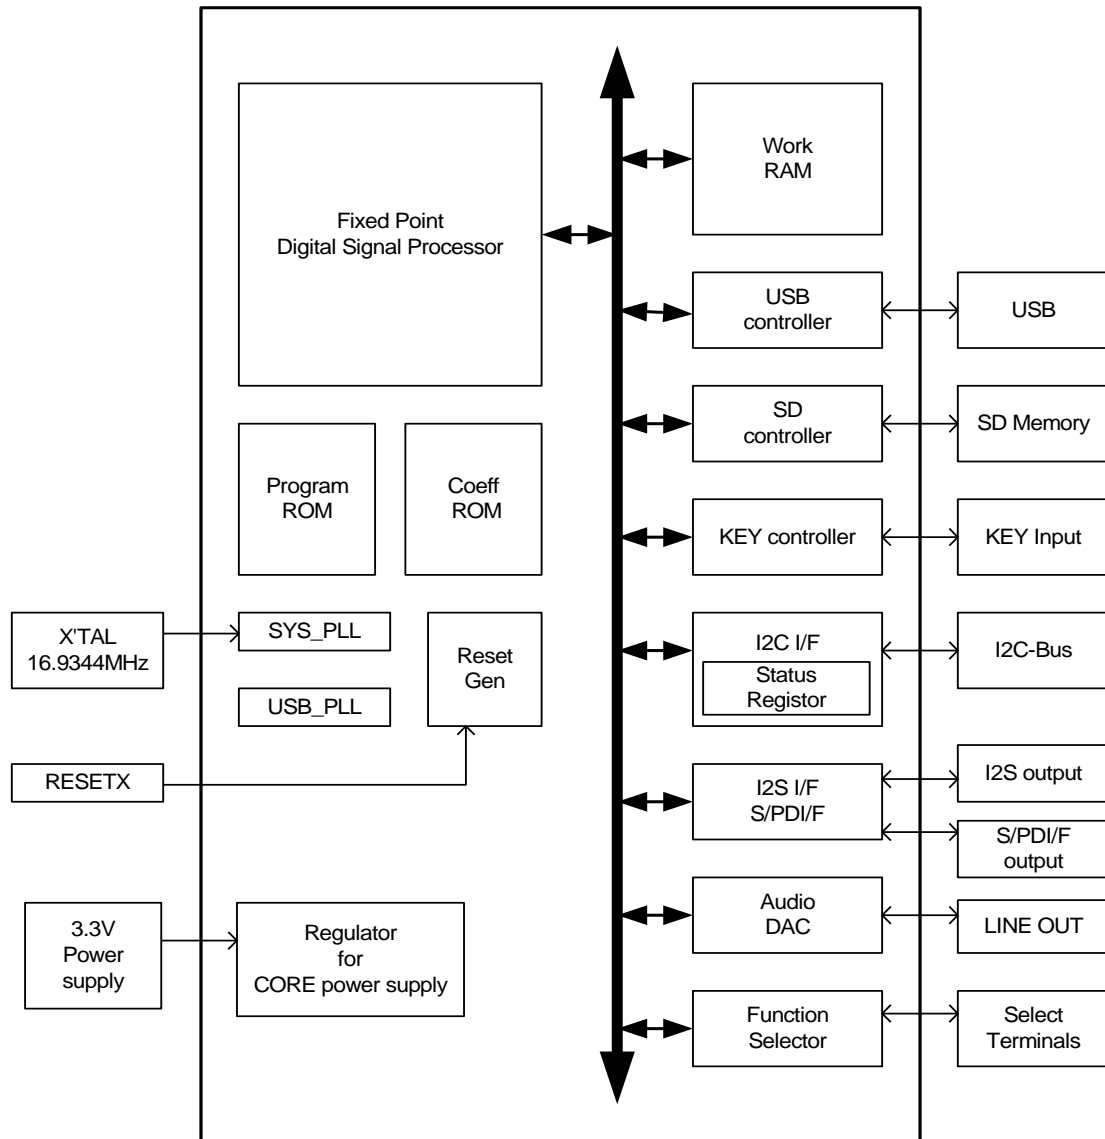 Fixed Point
Digital Signal Processor
Work
RAM
USB
controller
USB
SD
controller
SD Memory
Program
ROM
Coeff
ROM
KEY controller
KEY Input
X'TAL
16.9344MHz
SYS_PLL
USB_PLL
Reset
Gen
I2C I/F
Status
Registor
I2C-Bus
RESETX
I2S I/F
S/PDI/F
I2S output
S/PDI/F
output
3.3V
Power
supply
Regulator
for
CORE power supply
Audio
DAC
LINE OUT
Function
Selector
Select
Terminals